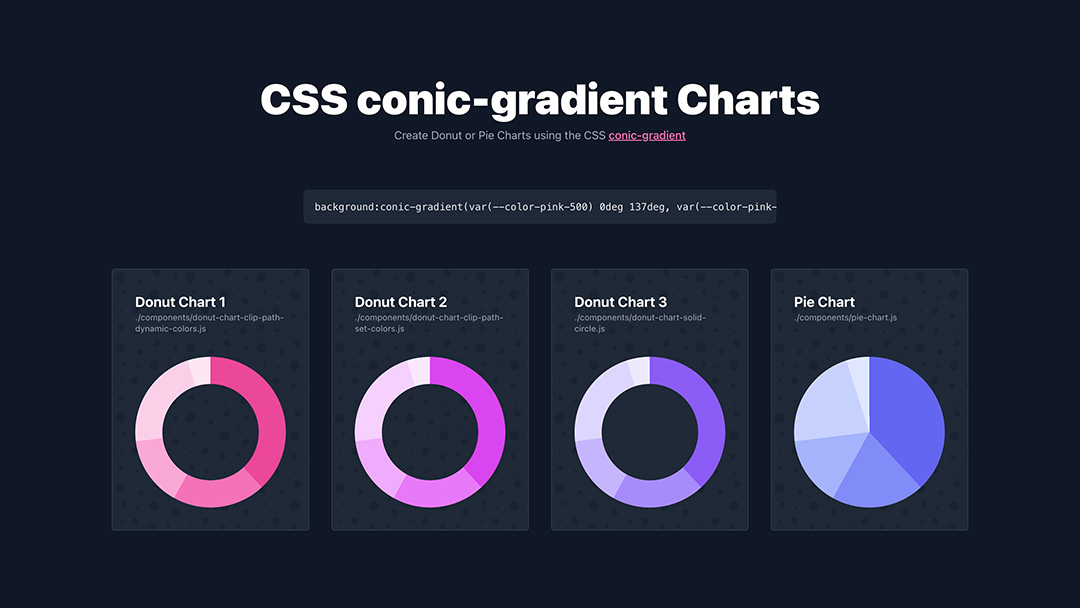 CSS conic-gradient Charts
Create Donut or Pie Charts using the CSS conic-gradient
background:conic-gradient(var(--color-pink-500) 0deg 137deg, var(--color-pink-
Donut Chart 1
./components/donut-chart-clip-path-
dynamic-colors.js
Donut Chart 2
./components/donut-chart-clip-path-
set-colors.js
Donut Chart 3
./components/donut-chart-solid-
circle.js
Pie Chart
./components/pie-chart.js